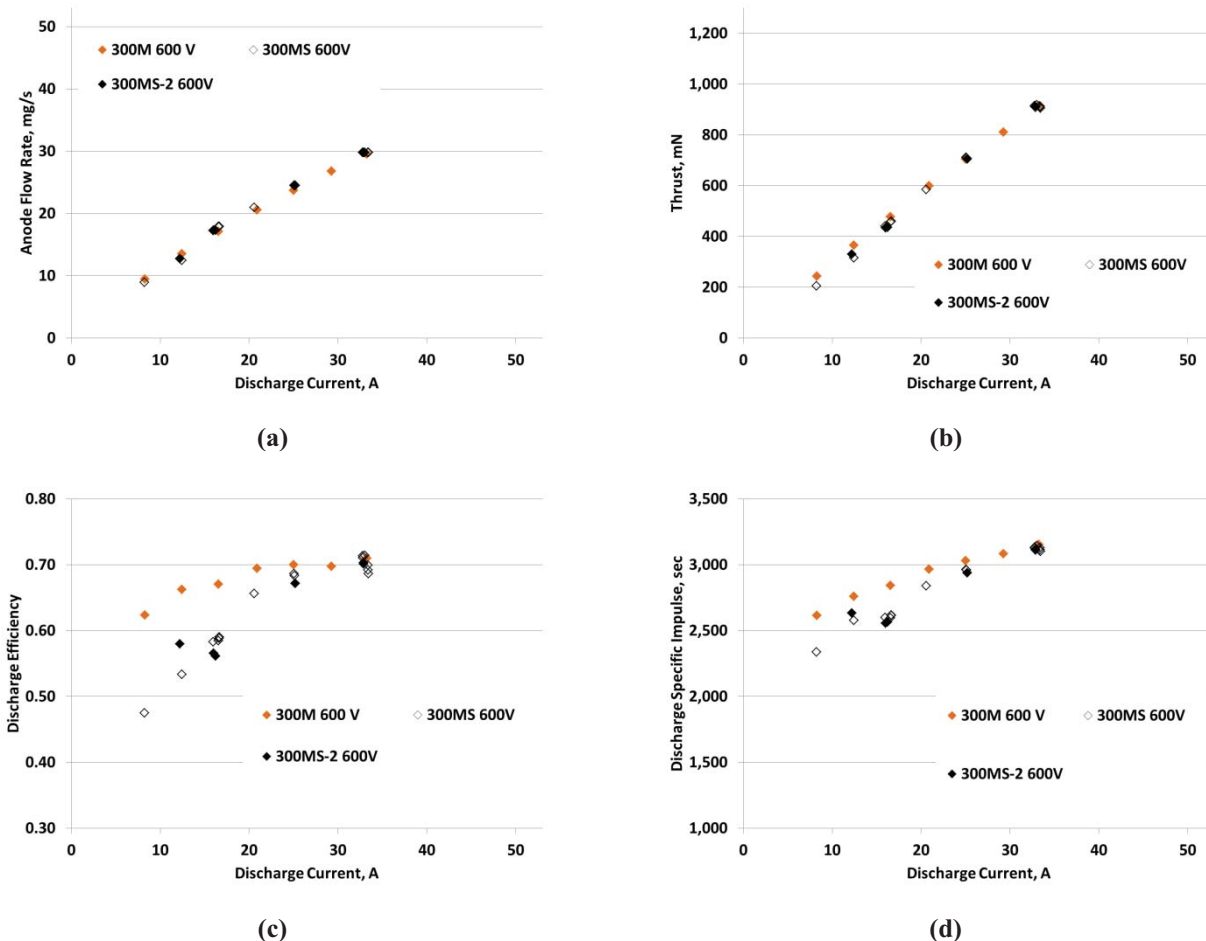 50
40
30
20
10
0
Anode Flow Rate, mg/s
300M 600 V
300MS 600V
300MS-2 600V
0 10 20 30 40 50
Discharge Current, A
(a)
1,200
1,000
800
600
400
200
0
Thrust, mN
300M 600 V
300MS 600V
300MS-2 600V
0 10 20 30 40 50
Discharge Current, A
(b)
0.80
0.70
0.60
0.50
0.40
0.30
Discharge Efficiency
300M 600 V
300MS 600V
300MS-2 600V
0 10 20 30 40 50
Discharge Current, A
(c)
3,500
3,000
2,500
2,000
1,500
1,000
Discharge Specific Impulse, sec
300M 600 V
300MS 600V
300MS-2 600V
0 10 20 30 40 50
Discharge Current, A
(d)